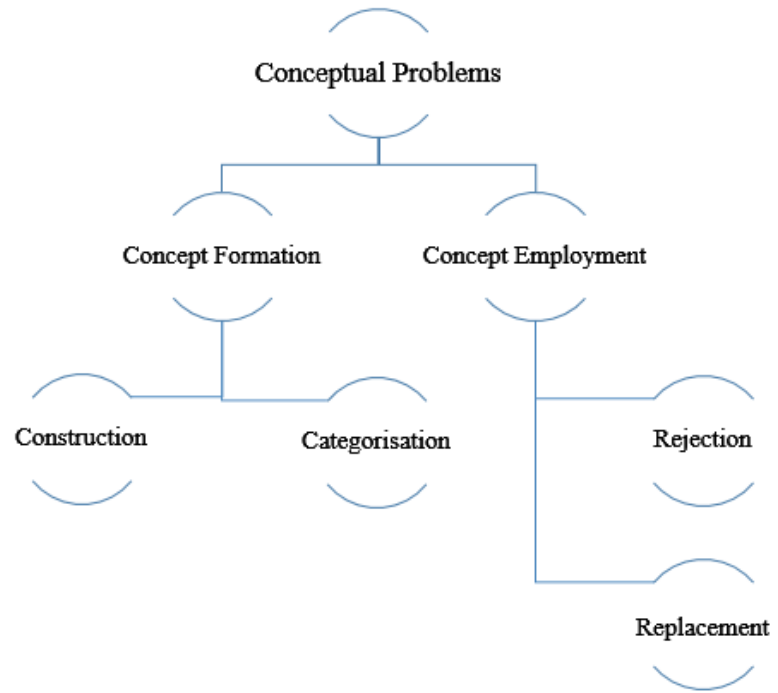 Conceptual Problems
Concept Formation
Concept Employment
Construction
Categorisation
Rejection
Replacement